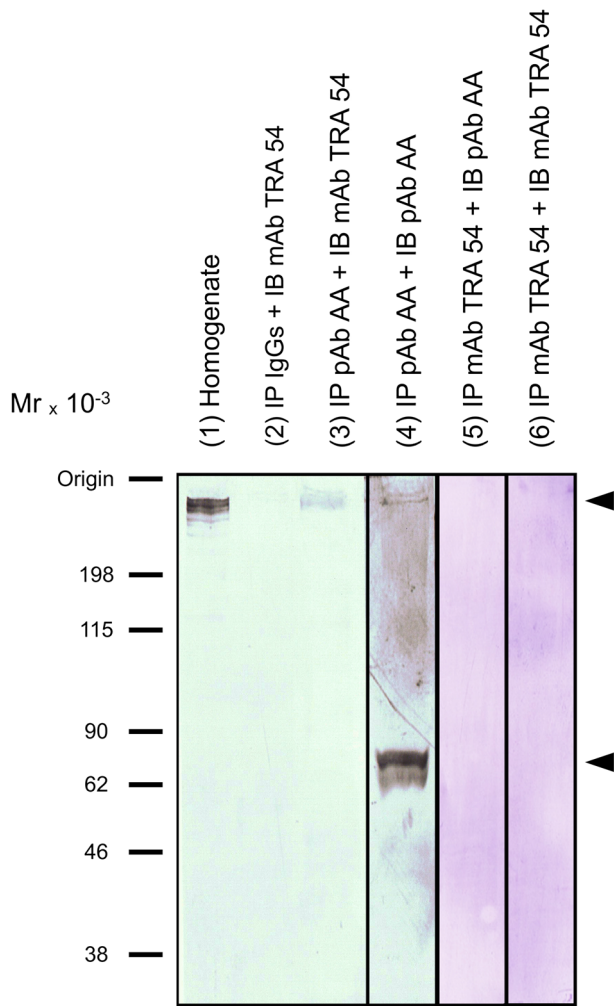 (1) Homogenate
(2) IP IgGs + IB mAb TRA 54
(3) IP pAb AA + IB mAb TRA 54
(4) IP pAb AA + IB pAb AA
(5) IP mAb TRA 54 + IB pAb AA
(6) IP mAb TRA 54 + IB mAb TRA 54
Mr x 10-3
Origin
198
115
90
62
46
38